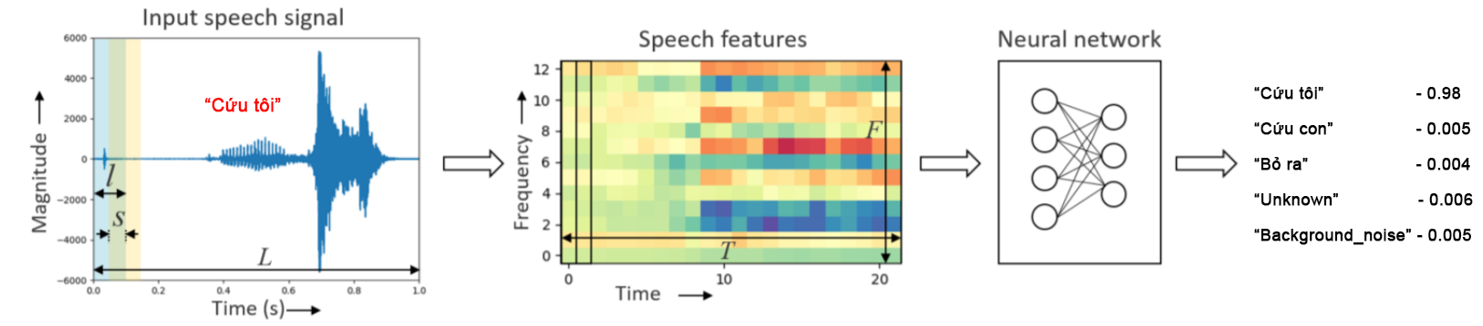 Input speech signal
6000
4000
2000
0
−2000
−4000
−6000
Magnitude
"Cứu tôi"
l
s
L
0.0 0.2 0.4 0.6 0.8 1.0
Time (s)
Speech features
12
10
8
6
4
2
0
Frequency
F
T
0 10 20
Time
Neural network
"Cứu tôi" - 0.98
"Cứu con" - 0.005
"Bỏ ra" - 0.004
"Unknown" - 0.006
"Background_noise" - 0.005